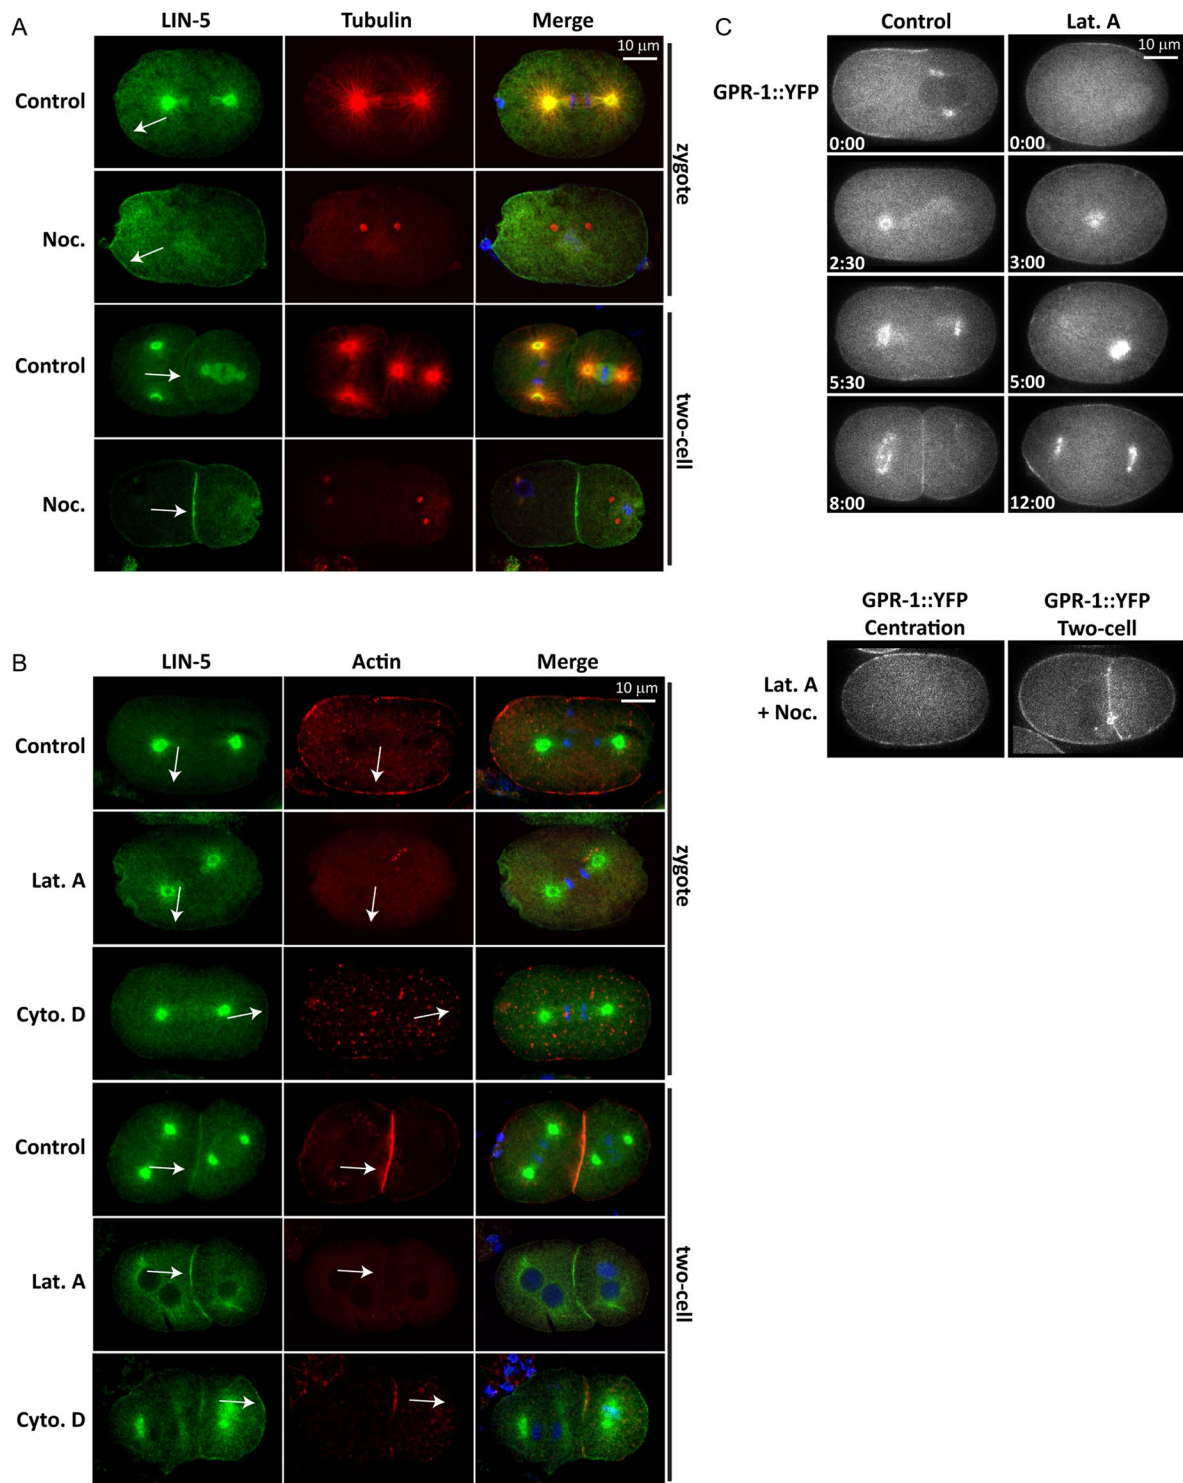 A
LIN-5
Tubulin
Merge
10 μm
Control
zygote
Noc.
Control
two-cell
Noc.
B
LIN-5
Actin
Merge
10 μm
Control
Lat. A
zygote
Cyto. D
Control
Lat. A
two-cell
Cyto. D
C
Control
Lat. A
10 μm
GPR-1::YFP
0:00
0:00
2:30
3:00
5:30
5:00
8:00
12:00
GPR-1::YFP
Centration
GPR-1::YFP
Two-cell
Lat. A
+ Noc.